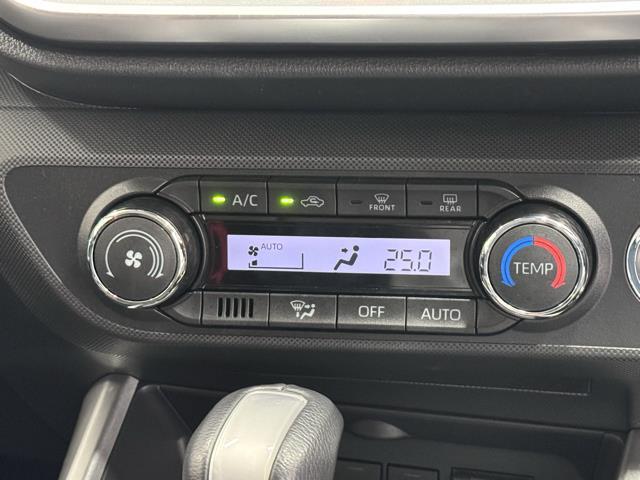 A/C FRONT REAR
AUTO 25.0
TEMP
OFF AUTO